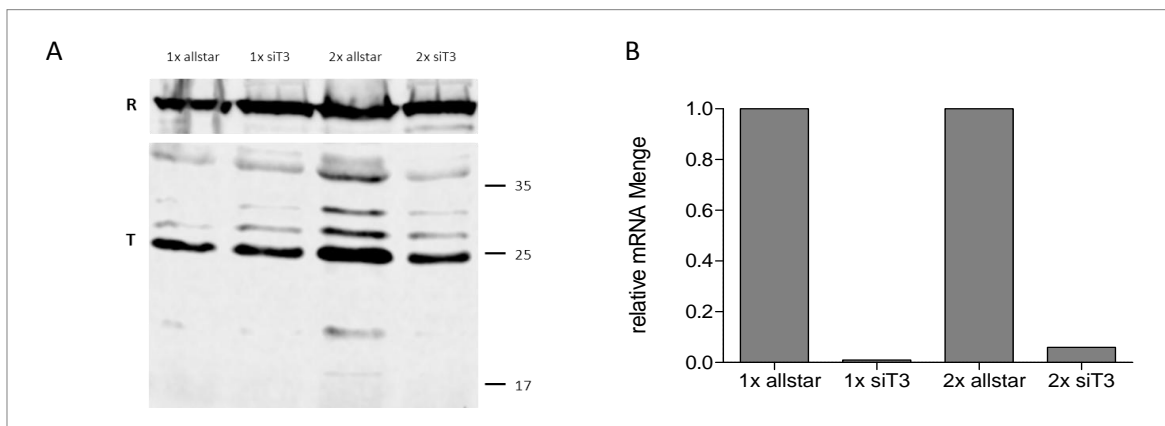 A
1x allstar 1x siT3 2x allstar 2x siT3
R
35
T
25
17
B
relative mRNA Menge
1.0
0.8
0.6
0.4
0.2
0.0
1x allstar 1x siT3 2x allstar 2x siT3